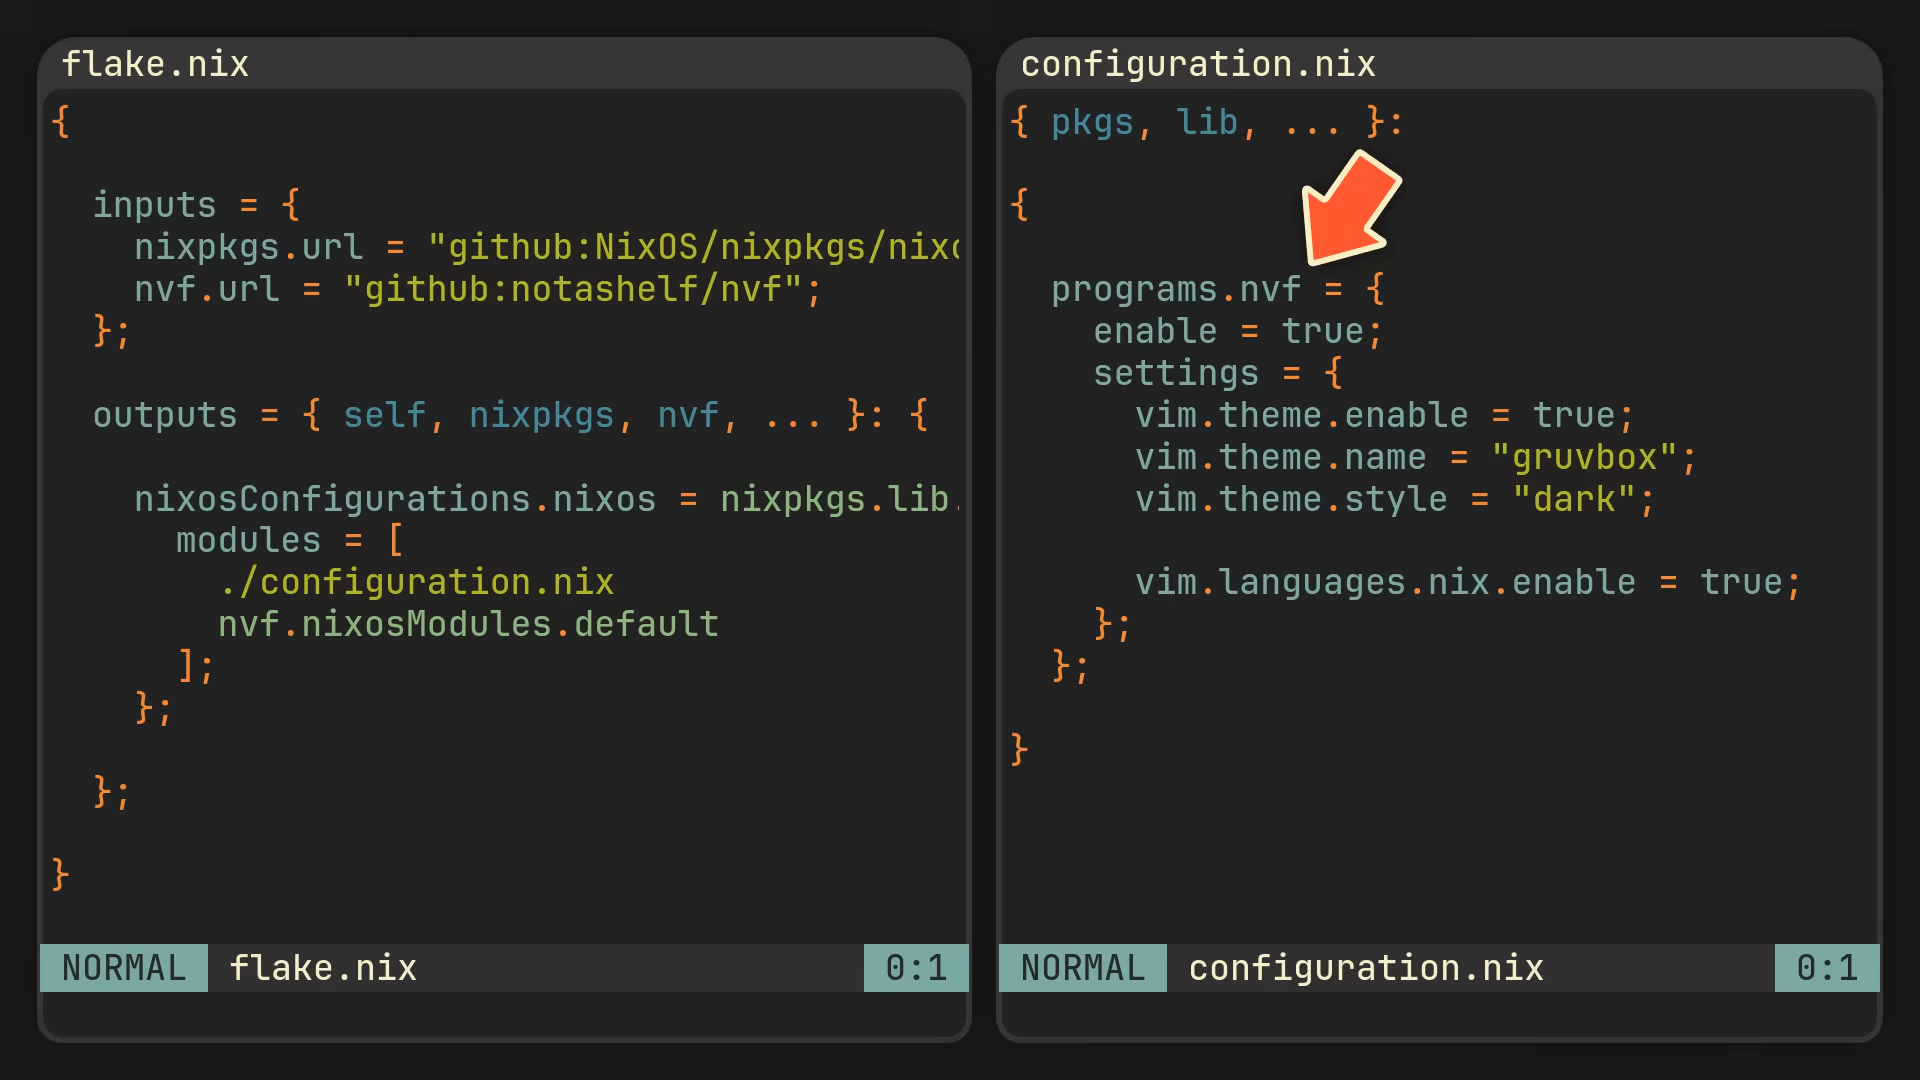 flake.nix
{
inputs = {
nixpkgs.url = "github:NixOS/nixpkgs/nixo
nvf.url = "github:notashelf/nvf";
};
outputs = { self, nixpkgs, nvf, ... }: {
nixosConfigurations.nixos = nixpkgs.lib.
modules = [
./configuration.nix
nvf.nixosModules.default
];
};
};
}
NORMAL flake.nix 0:1
configuration.nix
{ pkgs, lib, ... }:
{
programs.nvf = {
enable = true;
settings = {
vim.theme.enable = true;
vim.theme.name = "gruvbox";
vim.theme.style = "dark";
vim.languages.nix.enable = true;
};
};
}
NORMAL configuration.nix 0:1